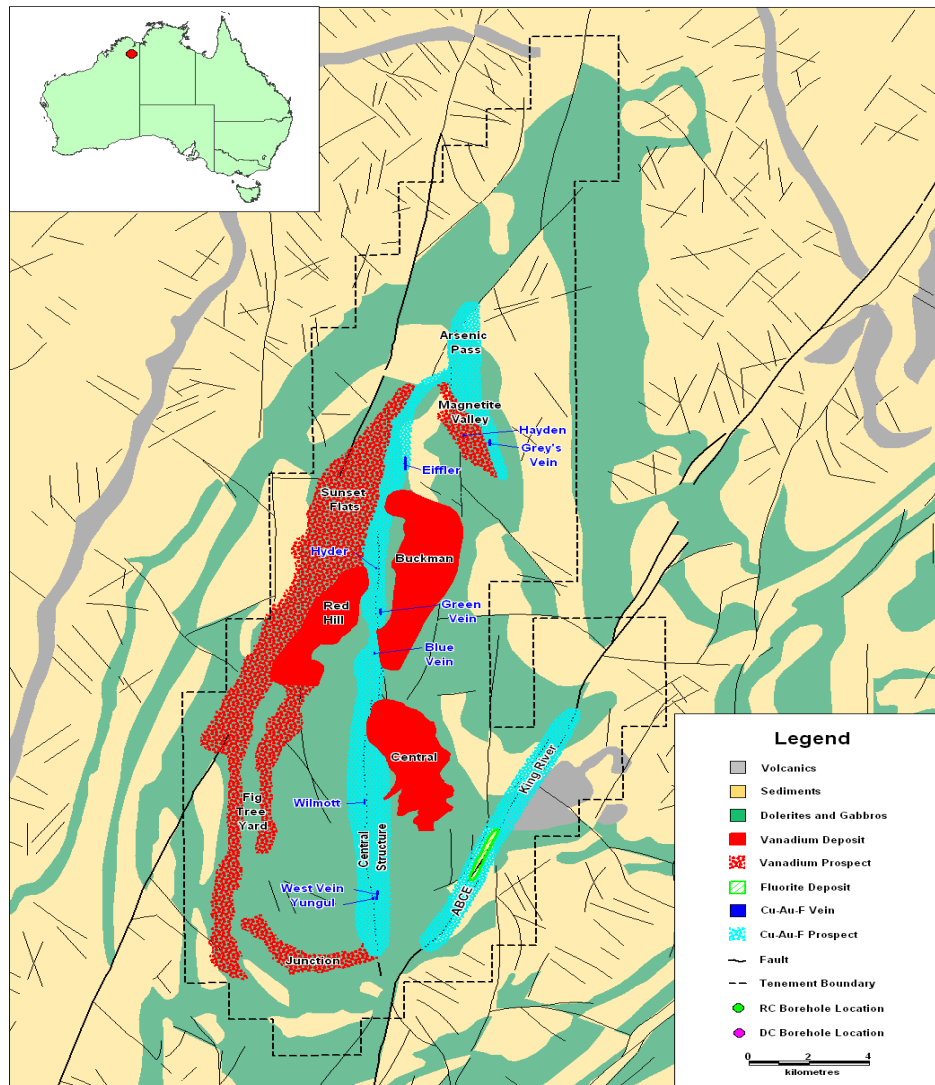 Arsenic
Pass
Magnetite
Valley
Hayden
Grey's
Vein
Eiffler
Sunset
Flats
Hyder
Buckman
Red
Hill
Green
Vein
Blue
Vein
Central
King River
Wilmott
Fig
Tree
Yard
Central
Structure
West Vein
Yungul
ABCE
Junction
Legend
Volcanics
Sediments
Dolerites and Gabbros
Vanadium Deposit
Vanadium Prospect
Fluorite Deposit
Cu-Au-F Vein
Cu-Au-F Prospect
Fault
Tenement Boundary
RC Borehole Location
DC Borehole Location
0 2 4
kilometres